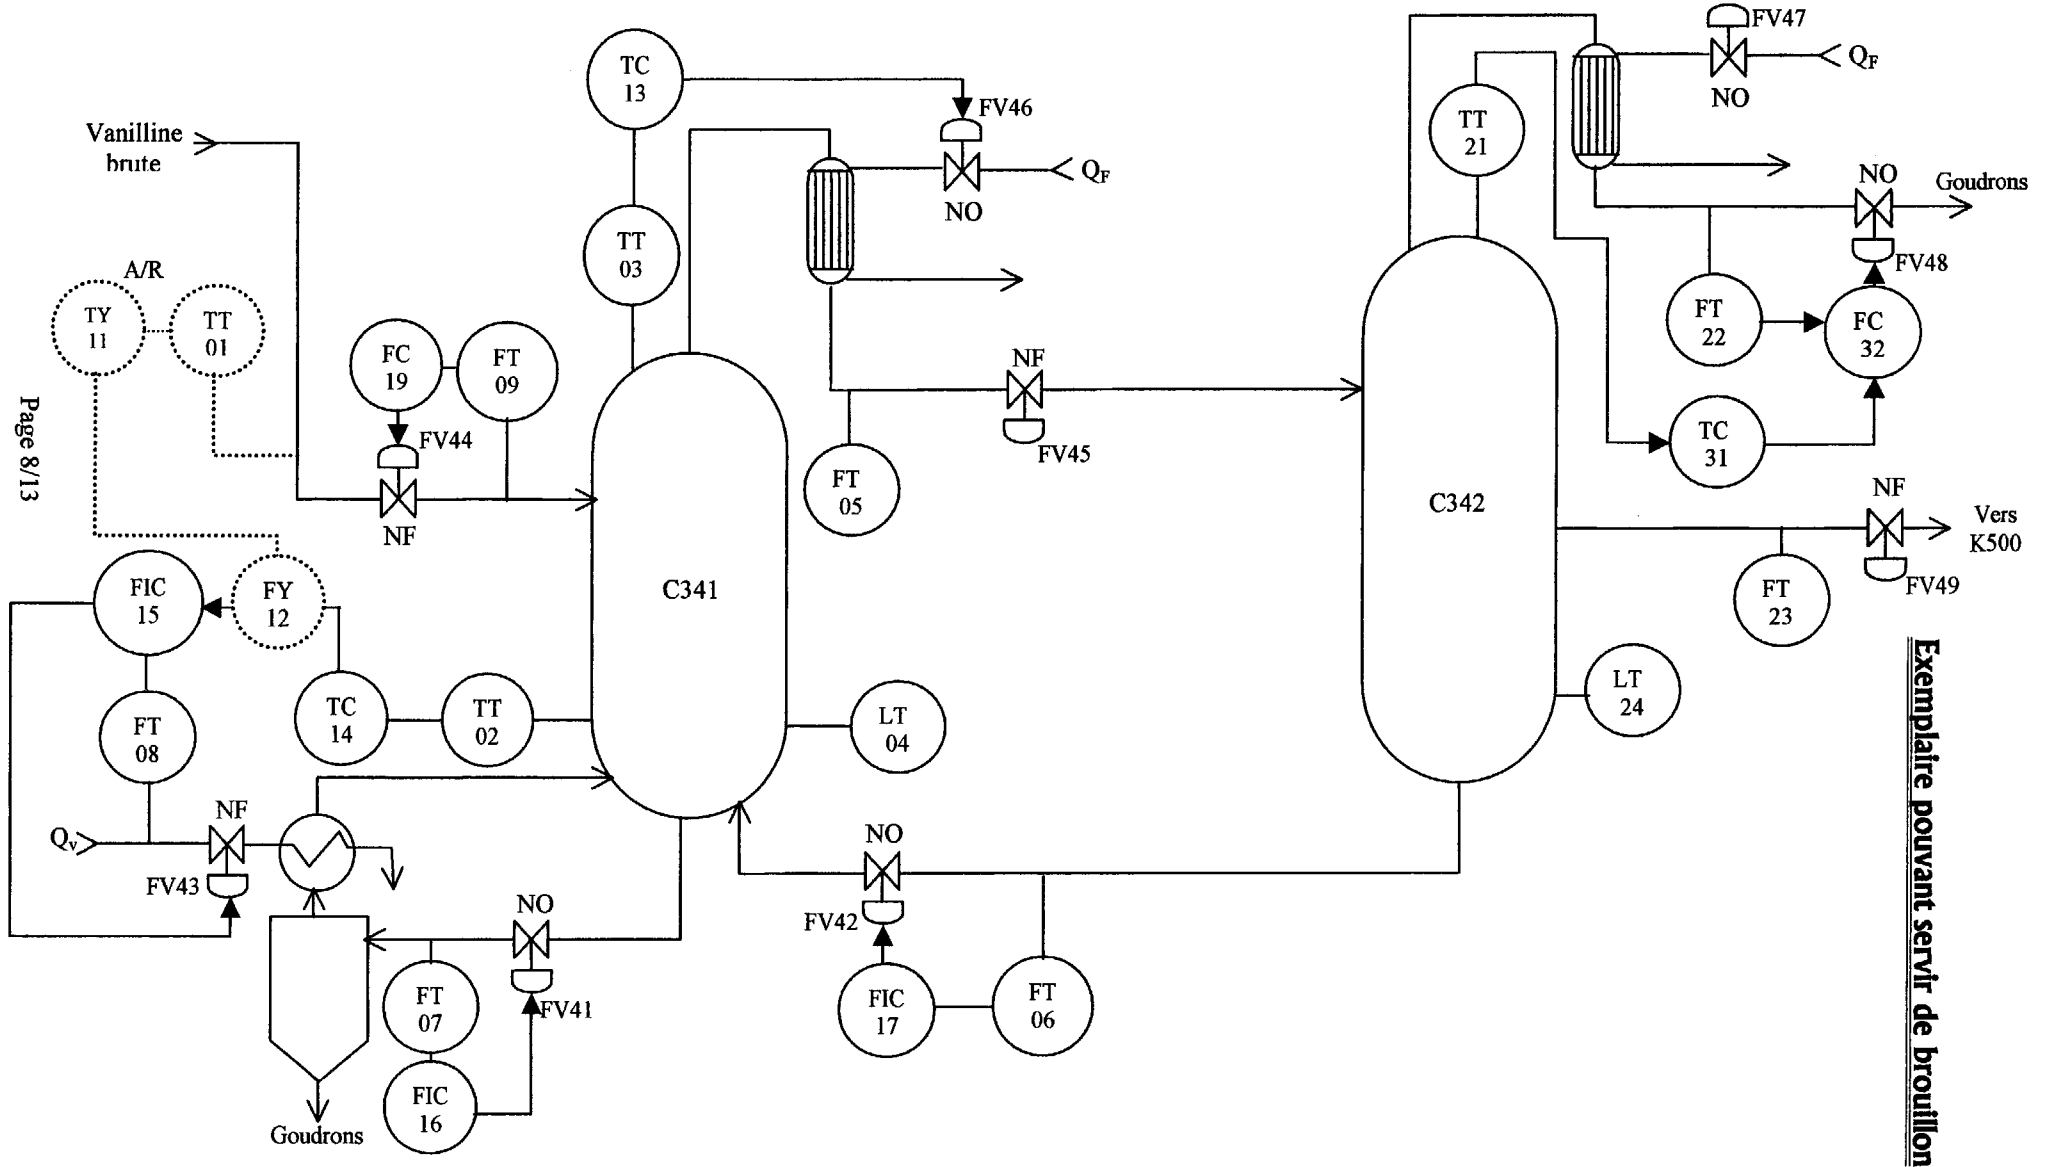 FV47
Q_F
NO
TC
13
FV46
Q_F
NO
Vanilline
brute
TT
03
TT
21
NO
Goudrons
FV48
FT
22
FC
32
A/R
TY
11
TT
01
FC
19
FT
09
FV44
NF
NF
FV45
FT
05
TC
31
C342
NF
Vers
K500
FV49
FT
23
Page 8/13
FIC
15
FY
12
C341
TC
14
TT
02
LT
04
LT
24
FT
08
NF
Q_v
FV43
NO
FV42
FIC
17
FT
06
NO
FV41
FT
07
FIC
16
Goudrons
Exemplaire pouvant servir de brouillon